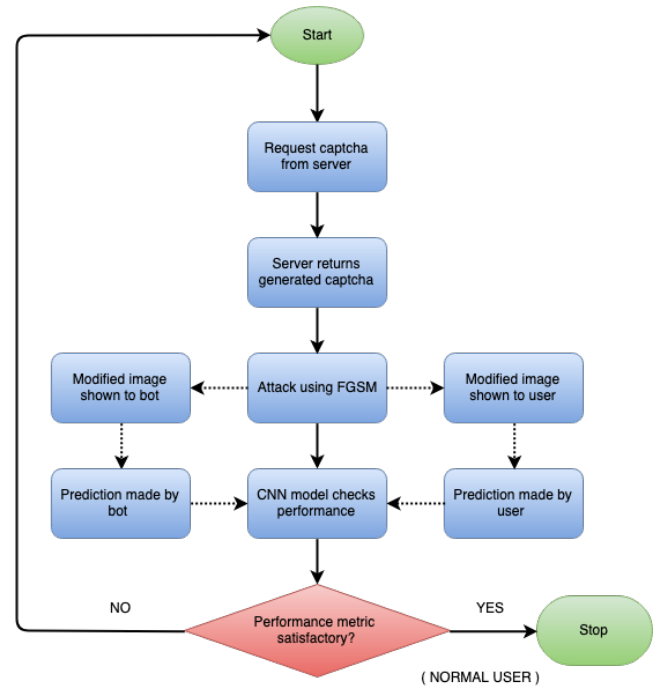 Start
Request captcha
from server
Server returns
generated captcha
Modified image
shown to bot
Attack using FGSM
Modified image
shown to user
Prediction made by
bot
CNN model checks
performance
Prediction made by
user
NO
Performance metric
satisfactory?
YES
Stop
( NORMAL USER )